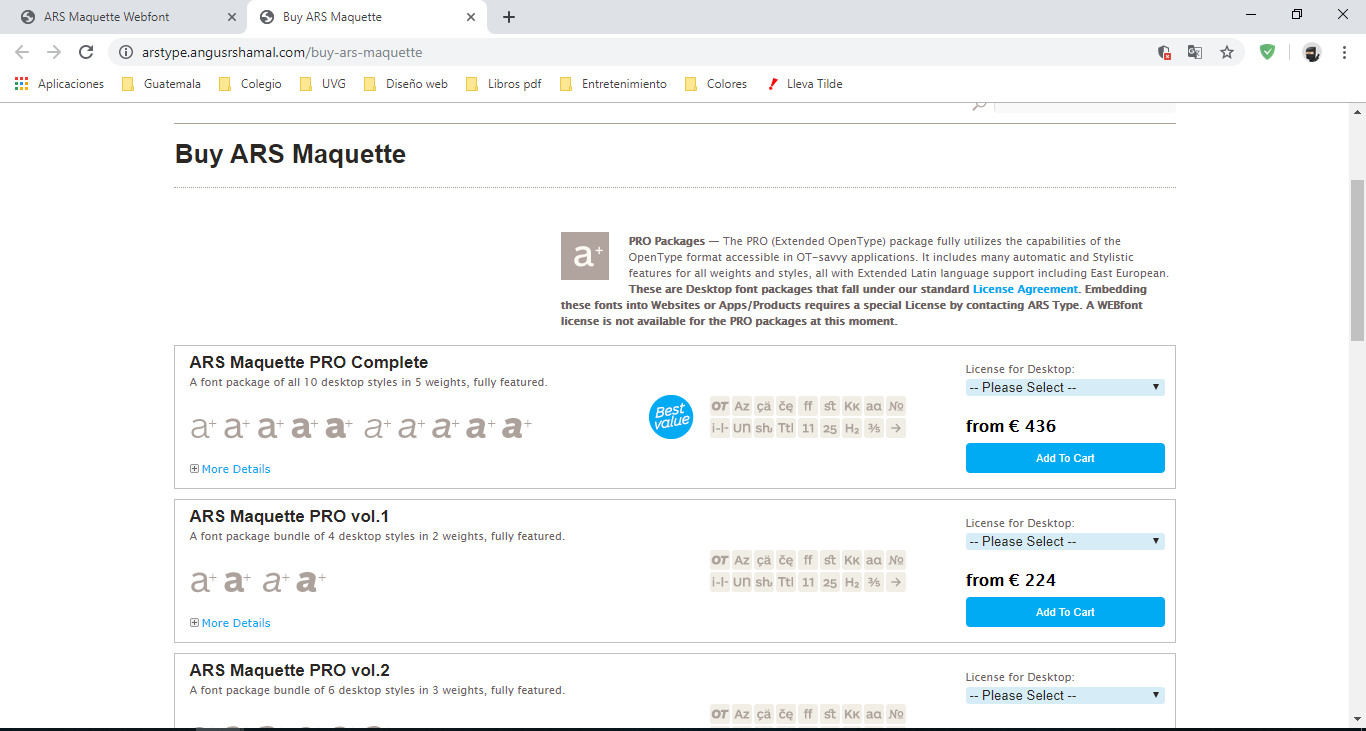 ARS Maquette Webfont
Buy ARS Maquette
arstype.angusrshamal.com/buy-ars-maquette
Aplicaciones
Guatemala
Colegio
UVG
Diseño web
Libros pdf
Entretenimiento
Colores
Lleva Tilde
Buy ARS Maquette
a+
PRO Packages — The PRO (Extended OpenType) package fully utilizes the capabilities of the
OpenType format accessible in OT-savvy applications. It includes many automatic and Stylistic
features for all weights and styles, all with Extended Latin language support including East European.
These are Desktop font packages that fall under our standard License Agreement. Embedding
these fonts into Websites or Apps/Products requires a special License by contacting ARS Type. A WEBfont
license is not available for the PRO packages at this moment.
ARS Maquette PRO Complete
A font package of all 10 desktop styles in 5 weights, fully featured.
a+ a+ a+ a+ a+ a+ a+ a+ a+ a+
More Details
Best
value
OT Az çä čę ff st Kк aɑ №
i-l- UՈ sh Ttl 11 25 H₂ ⅗ →
License for Desktop:
-- Please Select --
from € 436
Add To Cart
ARS Maquette PRO vol.1
A font package bundle of 4 desktop styles in 2 weights, fully featured.
a+ a+ a+ a+
More Details
OT Az çä čę ff st Kк aɑ №
i-l- UՈ sh Ttl 11 25 H₂ ⅗ →
License for Desktop:
-- Please Select --
from € 224
Add To Cart
ARS Maquette PRO vol.2
A font package bundle of 6 desktop styles in 3 weights, fully featured.
OT Az çä čę ff st Kк aɑ №
License for Desktop:
-- Please Select --